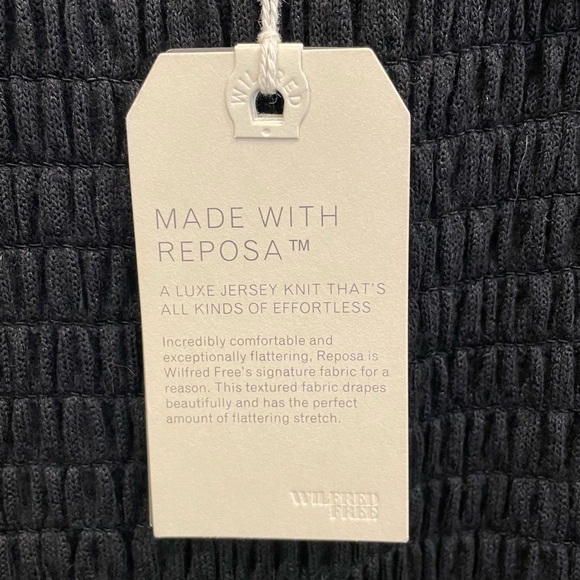 WILFRED
MADE WITH
REPOSA™
A LUXE JERSEY KNIT THAT'S
ALL KINDS OF EFFORTLESS
Incredibly comfortable and
exceptionally flattering, Reposa is
Wilfred Free's signature fabric for a
reason. This textured fabric drapes
beautifully and has the perfect
amount of flattering stretch.
WILFRED
FREE